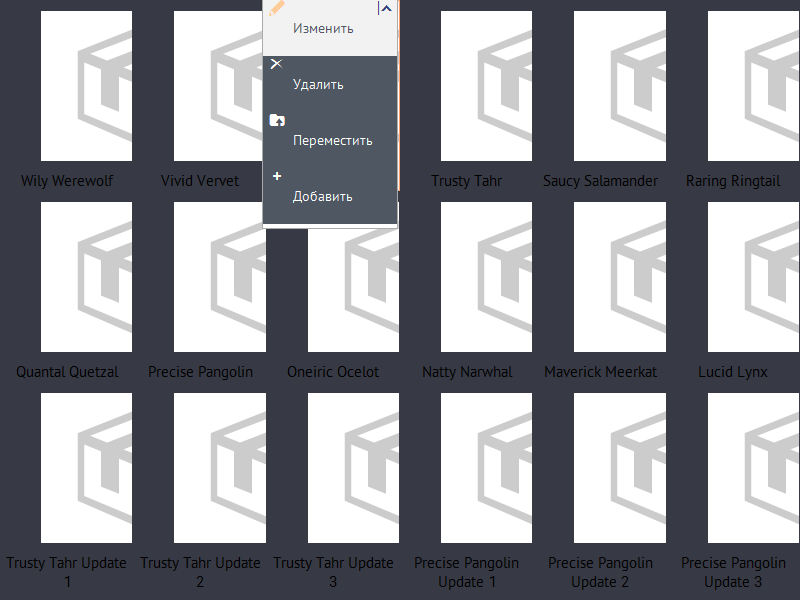 Изменить
Удалить
Переместить
Добавить
Wily Werewolf
Vivid Vervet
Trusty Tahr
Saucy Salamander
Raring Ringtail
Quantal Quetzal
Precise Pangolin
Oneiric Ocelot
Natty Narwhal
Maverick Meerkat
Lucid Lynx
Trusty Tahr Update
1
Trusty Tahr Update
2
Trusty Tahr Update
3
Precise Pangolin
Update 1
Precise Pangolin
Update 2
Precise Pangolin
Update 3